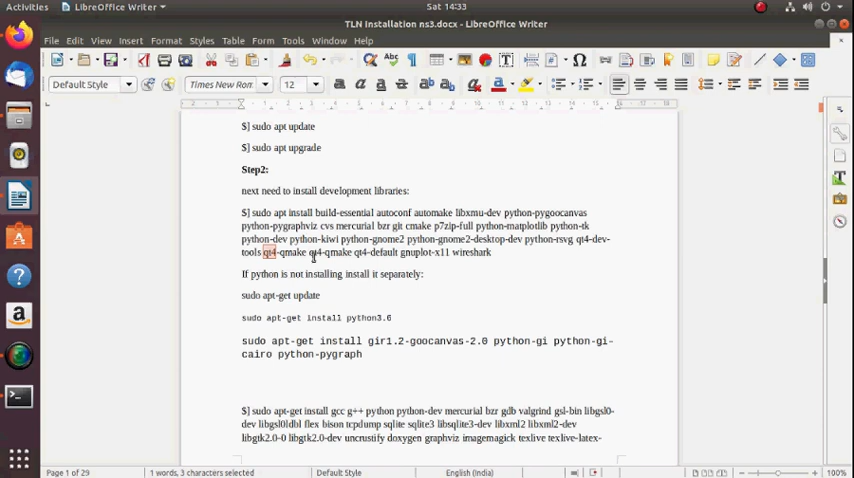 Activities LibreOffice Writer Sat 14:33
TLN Installation ns3.docx - LibreOffice Writer
File Edit View Insert Format Styles Table Form Tools Window Help
Default Style Times New Rom 12
$] sudo apt update
$] sudo apt upgrade
Step2:
next need to install development libraries:
$] sudo apt install build-essential autoconf automake libxmu-dev python-pygoocanvas
python-pygraphviz cvs mercurial bzr git cmake p7zip-full python-matplotlib python-tk
python-dev python-kiwi python-gnome2 python-gnome2-desktop-dev python-rsvg qt4-dev-
tools qt4-qmake qt4-qmake qt4-default gnuplot-x11 wireshark
If python is not installing install it separately:
sudo apt-get update
sudo apt-get install python3.6
sudo apt-get install gir1.2-goocanvas-2.0 python-gi python-gi-
cairo python-pygraph
$] sudo apt-get install gcc g++ python python-dev mercurial bzr gdb valgrind gsl-bin libgsl0-
dev libgsl0ldbl flex bison tcpdump sqlite sqlite3 libsqlite3-dev libxml2 libxml2-dev
libgtk2.0-0 libgtk2.0-dev uncrustify doxygen graphviz imagemagick texlive texlive-latex-
Page 1 of 29 1 words, 3 characters selected Default Style English (India) 100%